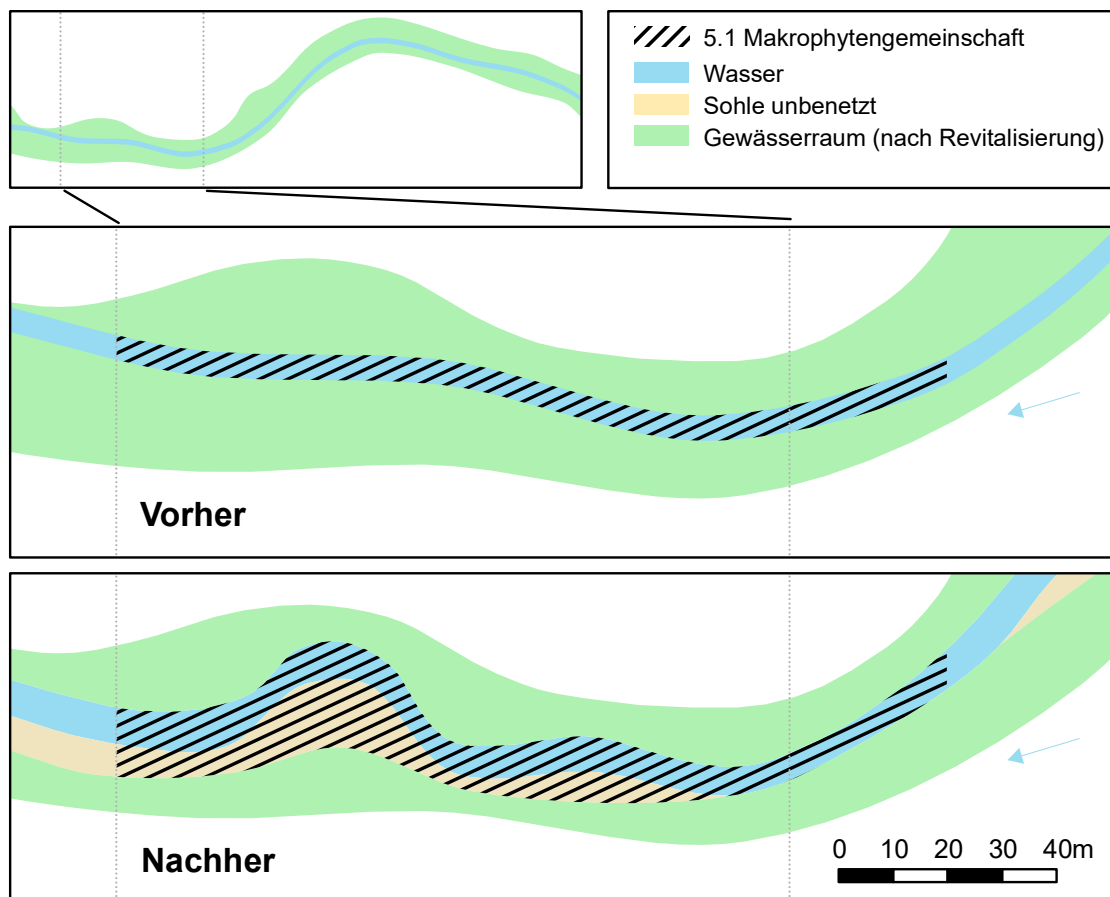 5.1 Makrophytengemeinschaft
Wasser
Sohle unbenetzt
Gewässerraum (nach Revitalisierung)
Vorher
Nachher
0 10 20 30 40m